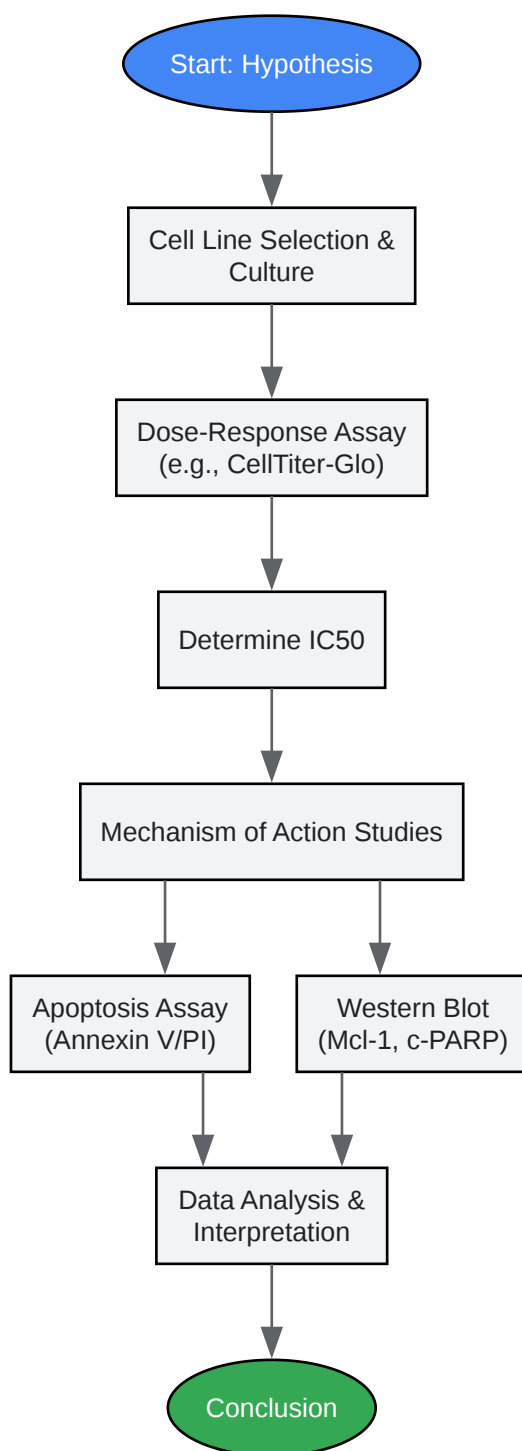 Start: Hypothesis
Cell Line Selection &
Culture
Dose-Response Assay
(e.g., CellTiter-Glo)
Determine IC50
Mechanism of Action Studies
Apoptosis Assay
(Annexin V/PI)
Western Blot
(Mcl-1, c-PARP)
Data Analysis &
Interpretation
Conclusion